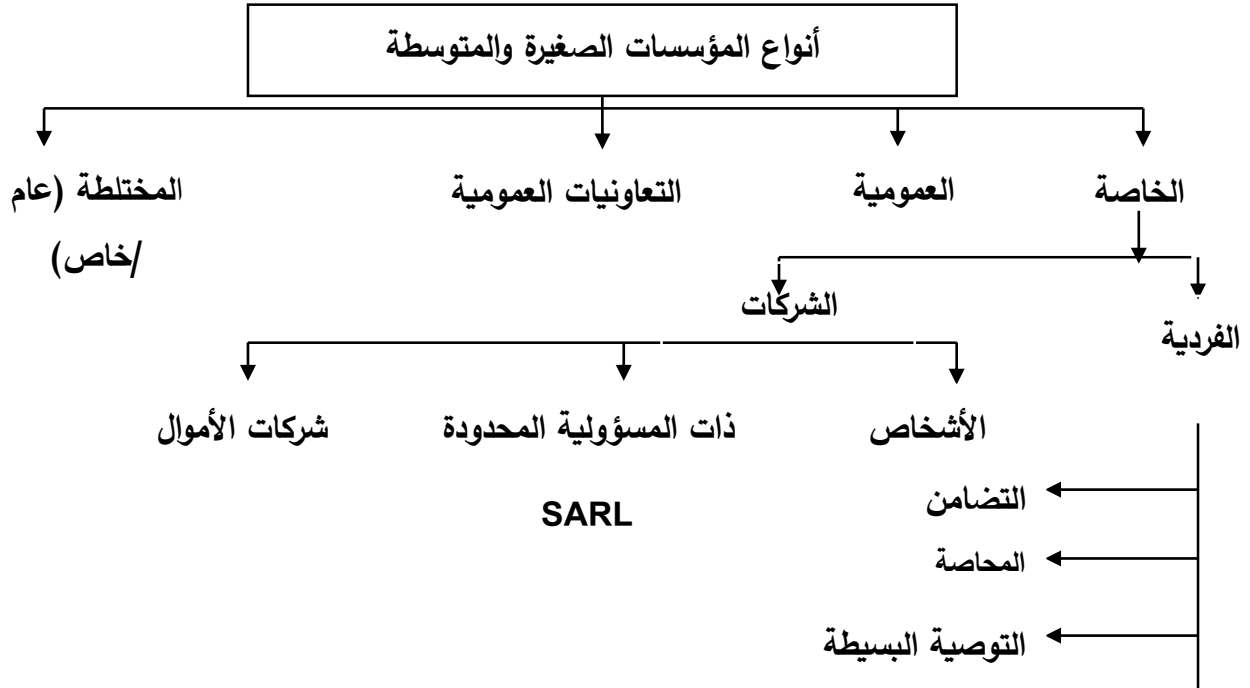 أنواع المؤسسات الصغيرة والمتوسطة
الخاصة
العمومية
التعاونيات العمومية
المختلطة (عام
/خاص)
الشركات
الفردية
الأشخاص
ذات المسؤولية المحدودة
شركات الأموال
SARL
التضامن
المحاصة
التوصية البسيطة